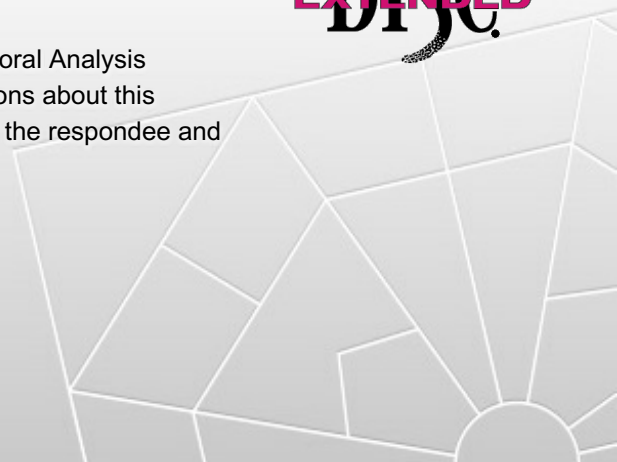 EXTENDED
DISC
oral Analysis
ons about this
the respondee and